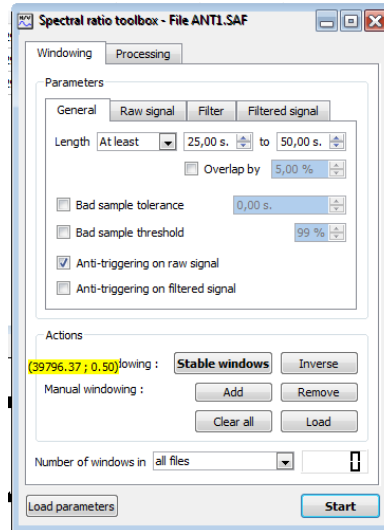 Spectral ratio toolbox - File ANT1.SAF
Windowing Processing
Parameters
General Raw signal Filter Filtered signal
Length At least 25,00 s. to 50,00 s.
Overlap by 5,00 %
Bad sample tolerance 0,00 s.
Bad sample threshold 99 %
Anti-triggering on raw signal
Anti-triggering on filtered signal
Actions
(39796.37 ; 0.50) dowing : Stable windows Inverse
Manual windowing : Add Remove
Clear all Load
Number of windows in all files 0
Load parameters Start